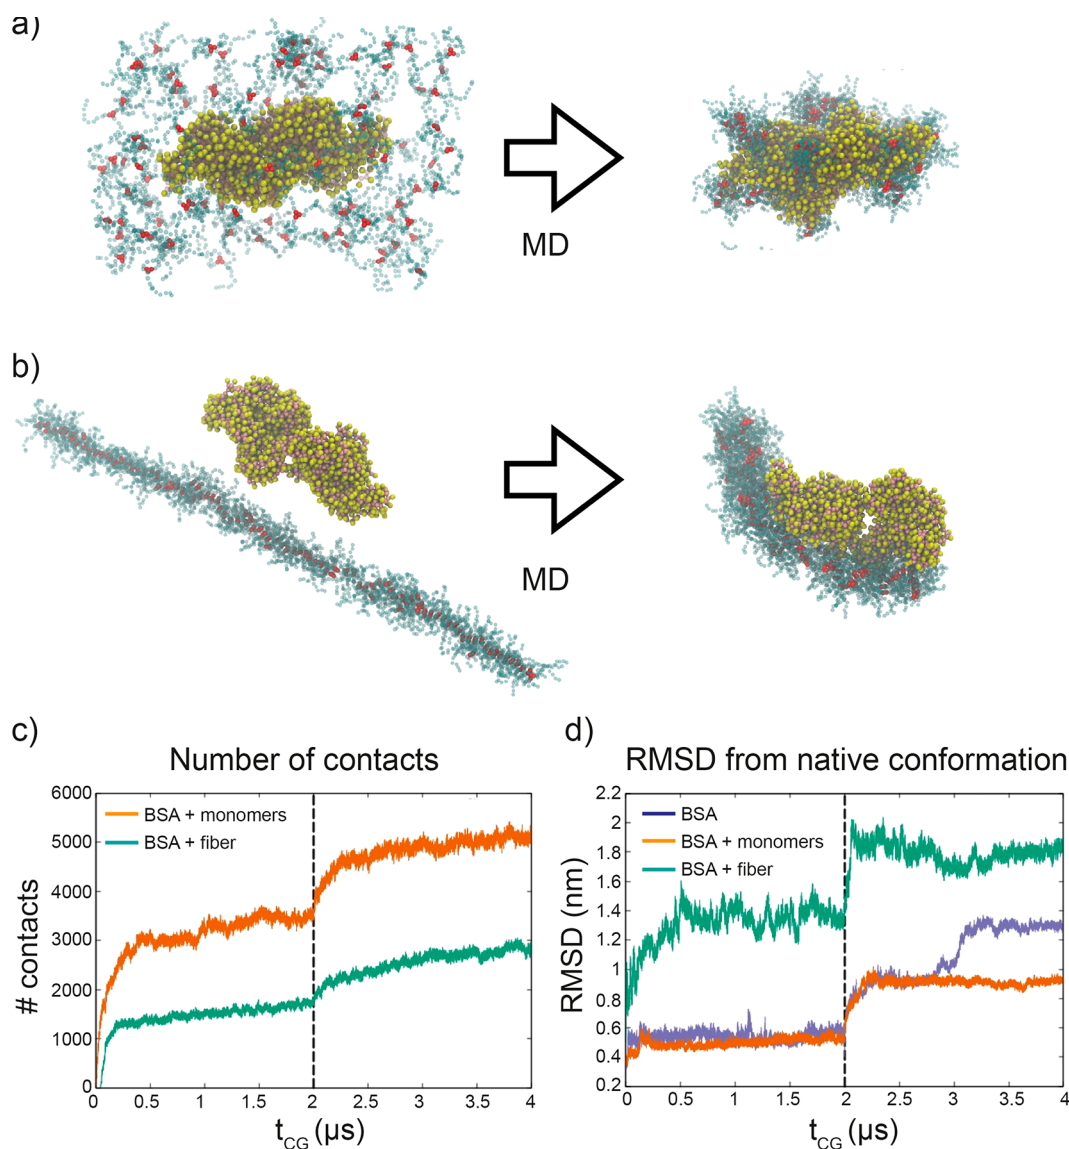 a)
MD
b)
MD
c)
Number of contacts
6000
5000
4000
3000
2000
1000
0
# contacts
BSA + monomers
BSA + fiber
0 0.5 1 1.5 2 2.5 3 3.5 4
tCG (µs)
d)
RMSD from native conformation
2.2
2
1.8
1.6
1.4
1.2
1
0.8
0.6
0.4
0.2
RMSD (nm)
BSA
BSA + monomers
BSA + fiber
0 0.5 1 1.5 2 2.5 3 3.5 4
tCG (µs)